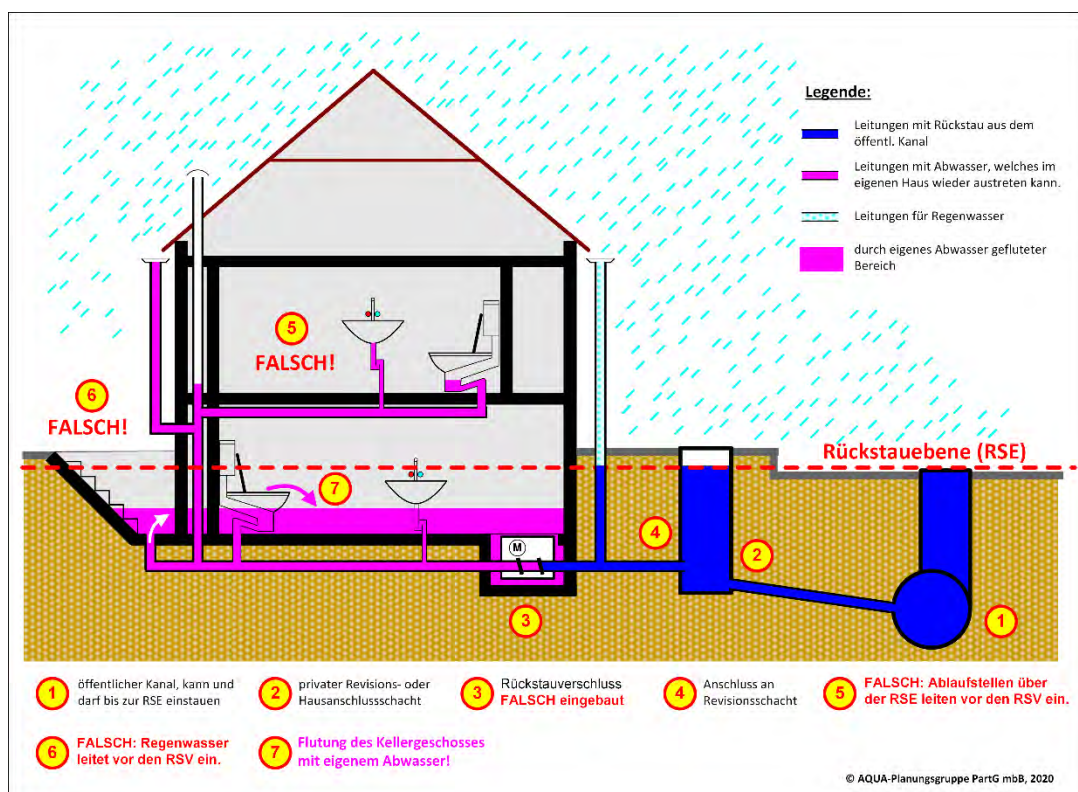 Legende:
Leitungen mit Rückstau aus dem
öffentl. Kanal
Leitungen mit Abwasser, welches im
eigenen Haus wieder austreten kann.
Leitungen für Regenwasser
durch eigenes Abwasser gefluteter
Bereich
5
FALSCH!
6
FALSCH!
Rückstauebene (RSE)
7
M
4
2
3
1
1 öffentlicher Kanal, kann und
darf bis zur RSE einstauen
2 privater Revisions- oder
Hausanschlussschacht
3 Rückstauverschluss
FALSCH eingebaut
4 Anschluss an
Revisionsschacht
5 FALSCH: Ablaufstellen über
der RSE leiten vor den RSV ein.
6 FALSCH: Regenwasser
leitet vor den RSV ein.
7 Flutung des Kellergeschosses
mit eigenem Abwasser!
© AQUA-Planungsgruppe PartG mbB, 2020